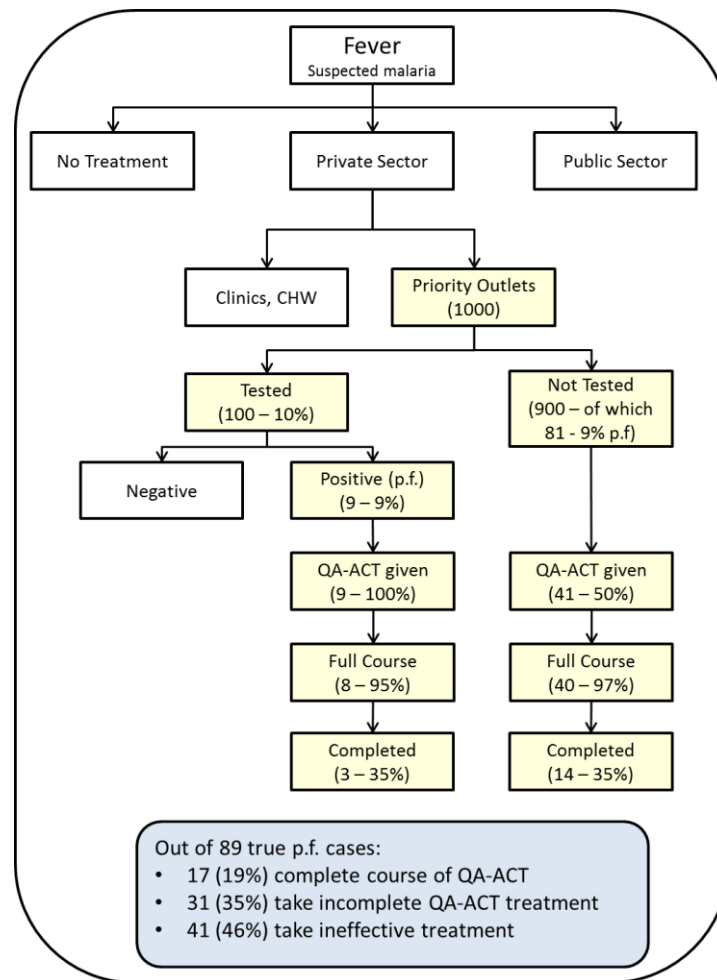 Fever
Suspected malaria
No Treatment
Private Sector
Public Sector
Clinics, CHW
Priority Outlets
(1000)
Tested
(100 – 10%)
Not Tested
(900 – of which
81 - 9% p.f)
Negative
Positive (p.f.)
(9 – 9%)
QA-ACT given
(9 – 100%)
QA-ACT given
(41 – 50%)
Full Course
(8 – 95%)
Full Course
(40 – 97%)
Completed
(3 – 35%)
Completed
(14 – 35%)
Out of 89 true p.f. cases:
• 17 (19%) complete course of QA-ACT
• 31 (35%) take incomplete QA-ACT treatment
• 41 (46%) take ineffective treatment